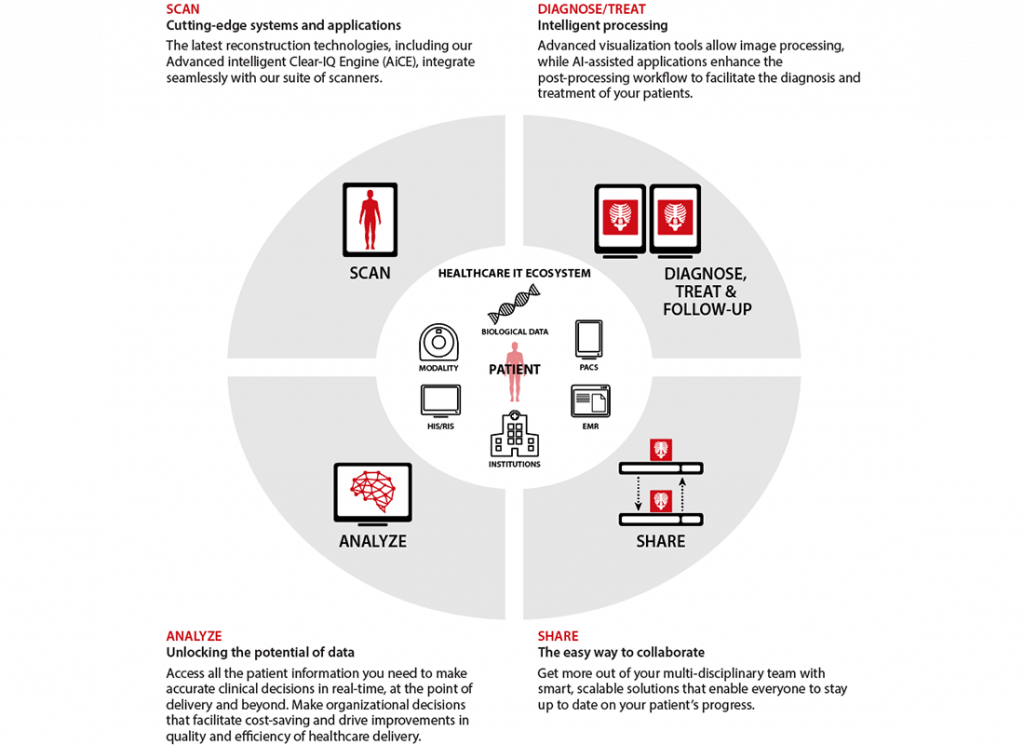 SCAN
Cutting-edge systems and applications
The latest reconstruction technologies, including our
Advanced intelligent Clear-IQ Engine (AiCE), integrate
seamlessly with our suite of scanners.
DIAGNOSE/TREAT
Intelligent processing
Advanced visualization tools allow image processing,
while AI-assisted applications enhance the
post-processing workflow to facilitate the diagnosis and
treatment of your patients.
SCAN
DIAGNOSE,
TREAT &
FOLLOW-UP
HEALTHCARE IT ECOSYSTEM
BIOLOGICAL DATA
MODALITY
PATIENT
PACS
HIS/RIS
EMR
INSTITUTIONS
ANALYZE
SHARE
ANALYZE
Unlocking the potential of data
Access all the patient information you need to make
accurate clinical decisions in real-time, at the point of
delivery and beyond. Make organizational decisions
that facilitate cost-saving and drive improvements in
quality and efficiency of healthcare delivery.
SHARE
The easy way to collaborate
Get more out of your multi-disciplinary team with
smart, scalable solutions that enable everyone to stay
up to date on your patient's progress.